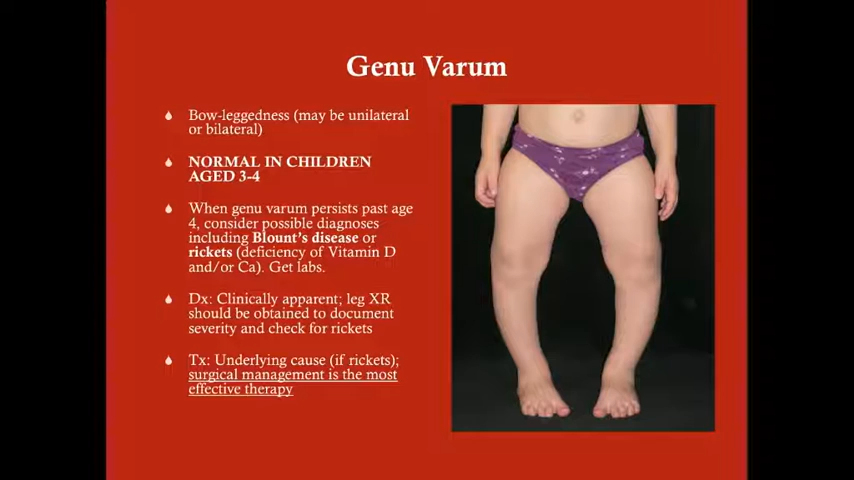 Genu Varum
Bow-leggedness (may be unilateral
or bilateral)
NORMAL IN CHILDREN
AGED 3-4
When genu varum persists past age
4, consider possible diagnoses
including Blount's disease or
rickets (deficiency of Vitamin D
and/or Ca). Get labs.
Dx: Clinically apparent; leg XR
should be obtained to document
severity and check for rickets
Tx: Underlying cause (if rickets);
surgical management is the most
effective therapy